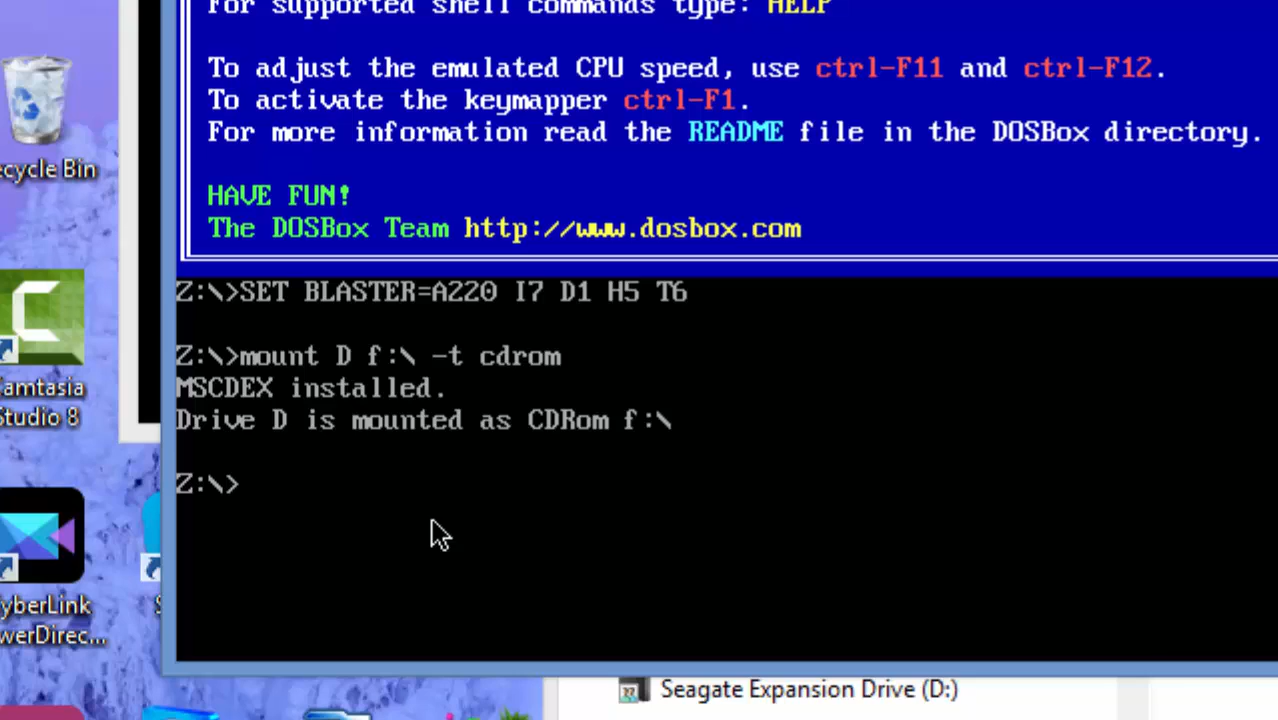 For supported shell commands type: HELP
To adjust the emulated CPU speed, use ctrl-F11 and ctrl-F12.
To activate the keymapper ctrl-F1.
For more information read the README file in the DOSBox directory.
HAVE FUN!
The DOSBox Team http://www.dosbox.com
Z:\>SET BLASTER=A220 I7 D1 H5 T6
Z:\>mount D f:\ -t cdrom
MSCDEX installed.
Drive D is mounted as CDRom f:\
Z:\>
ecycle Bin
amtasia
Studio 8
yberLink
werDirec...
S
Seagate Expansion Drive (D:)